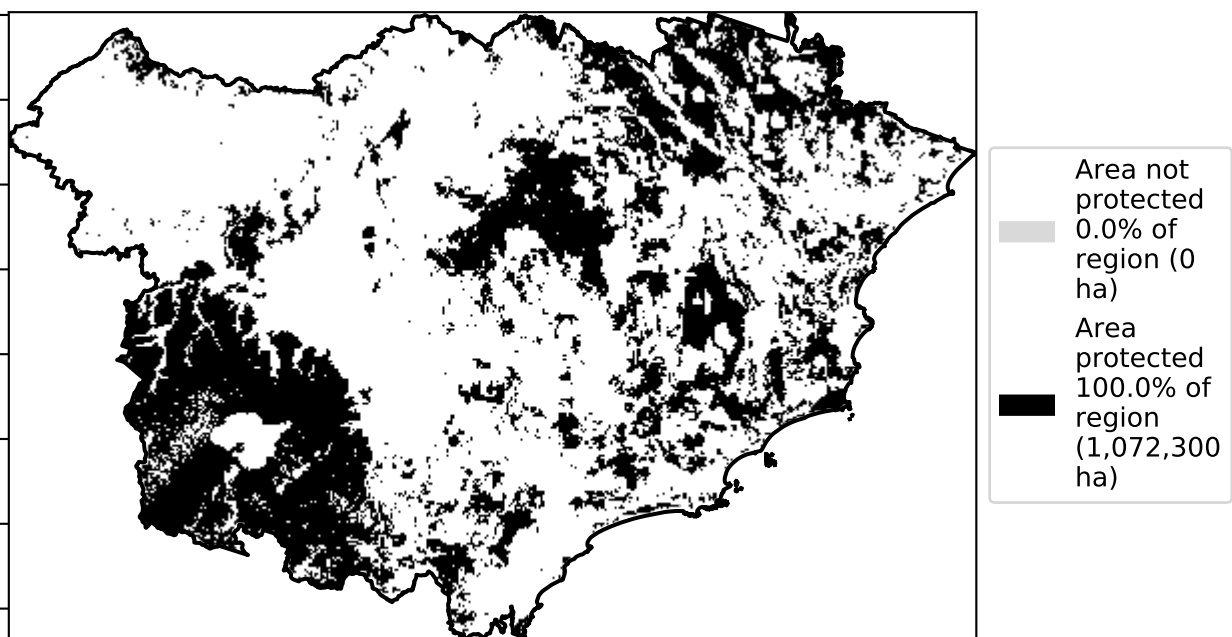 Area not
protected
0.0% of
region (0
ha)
Area
protected
100.0% of
region
(1,072,300
ha)